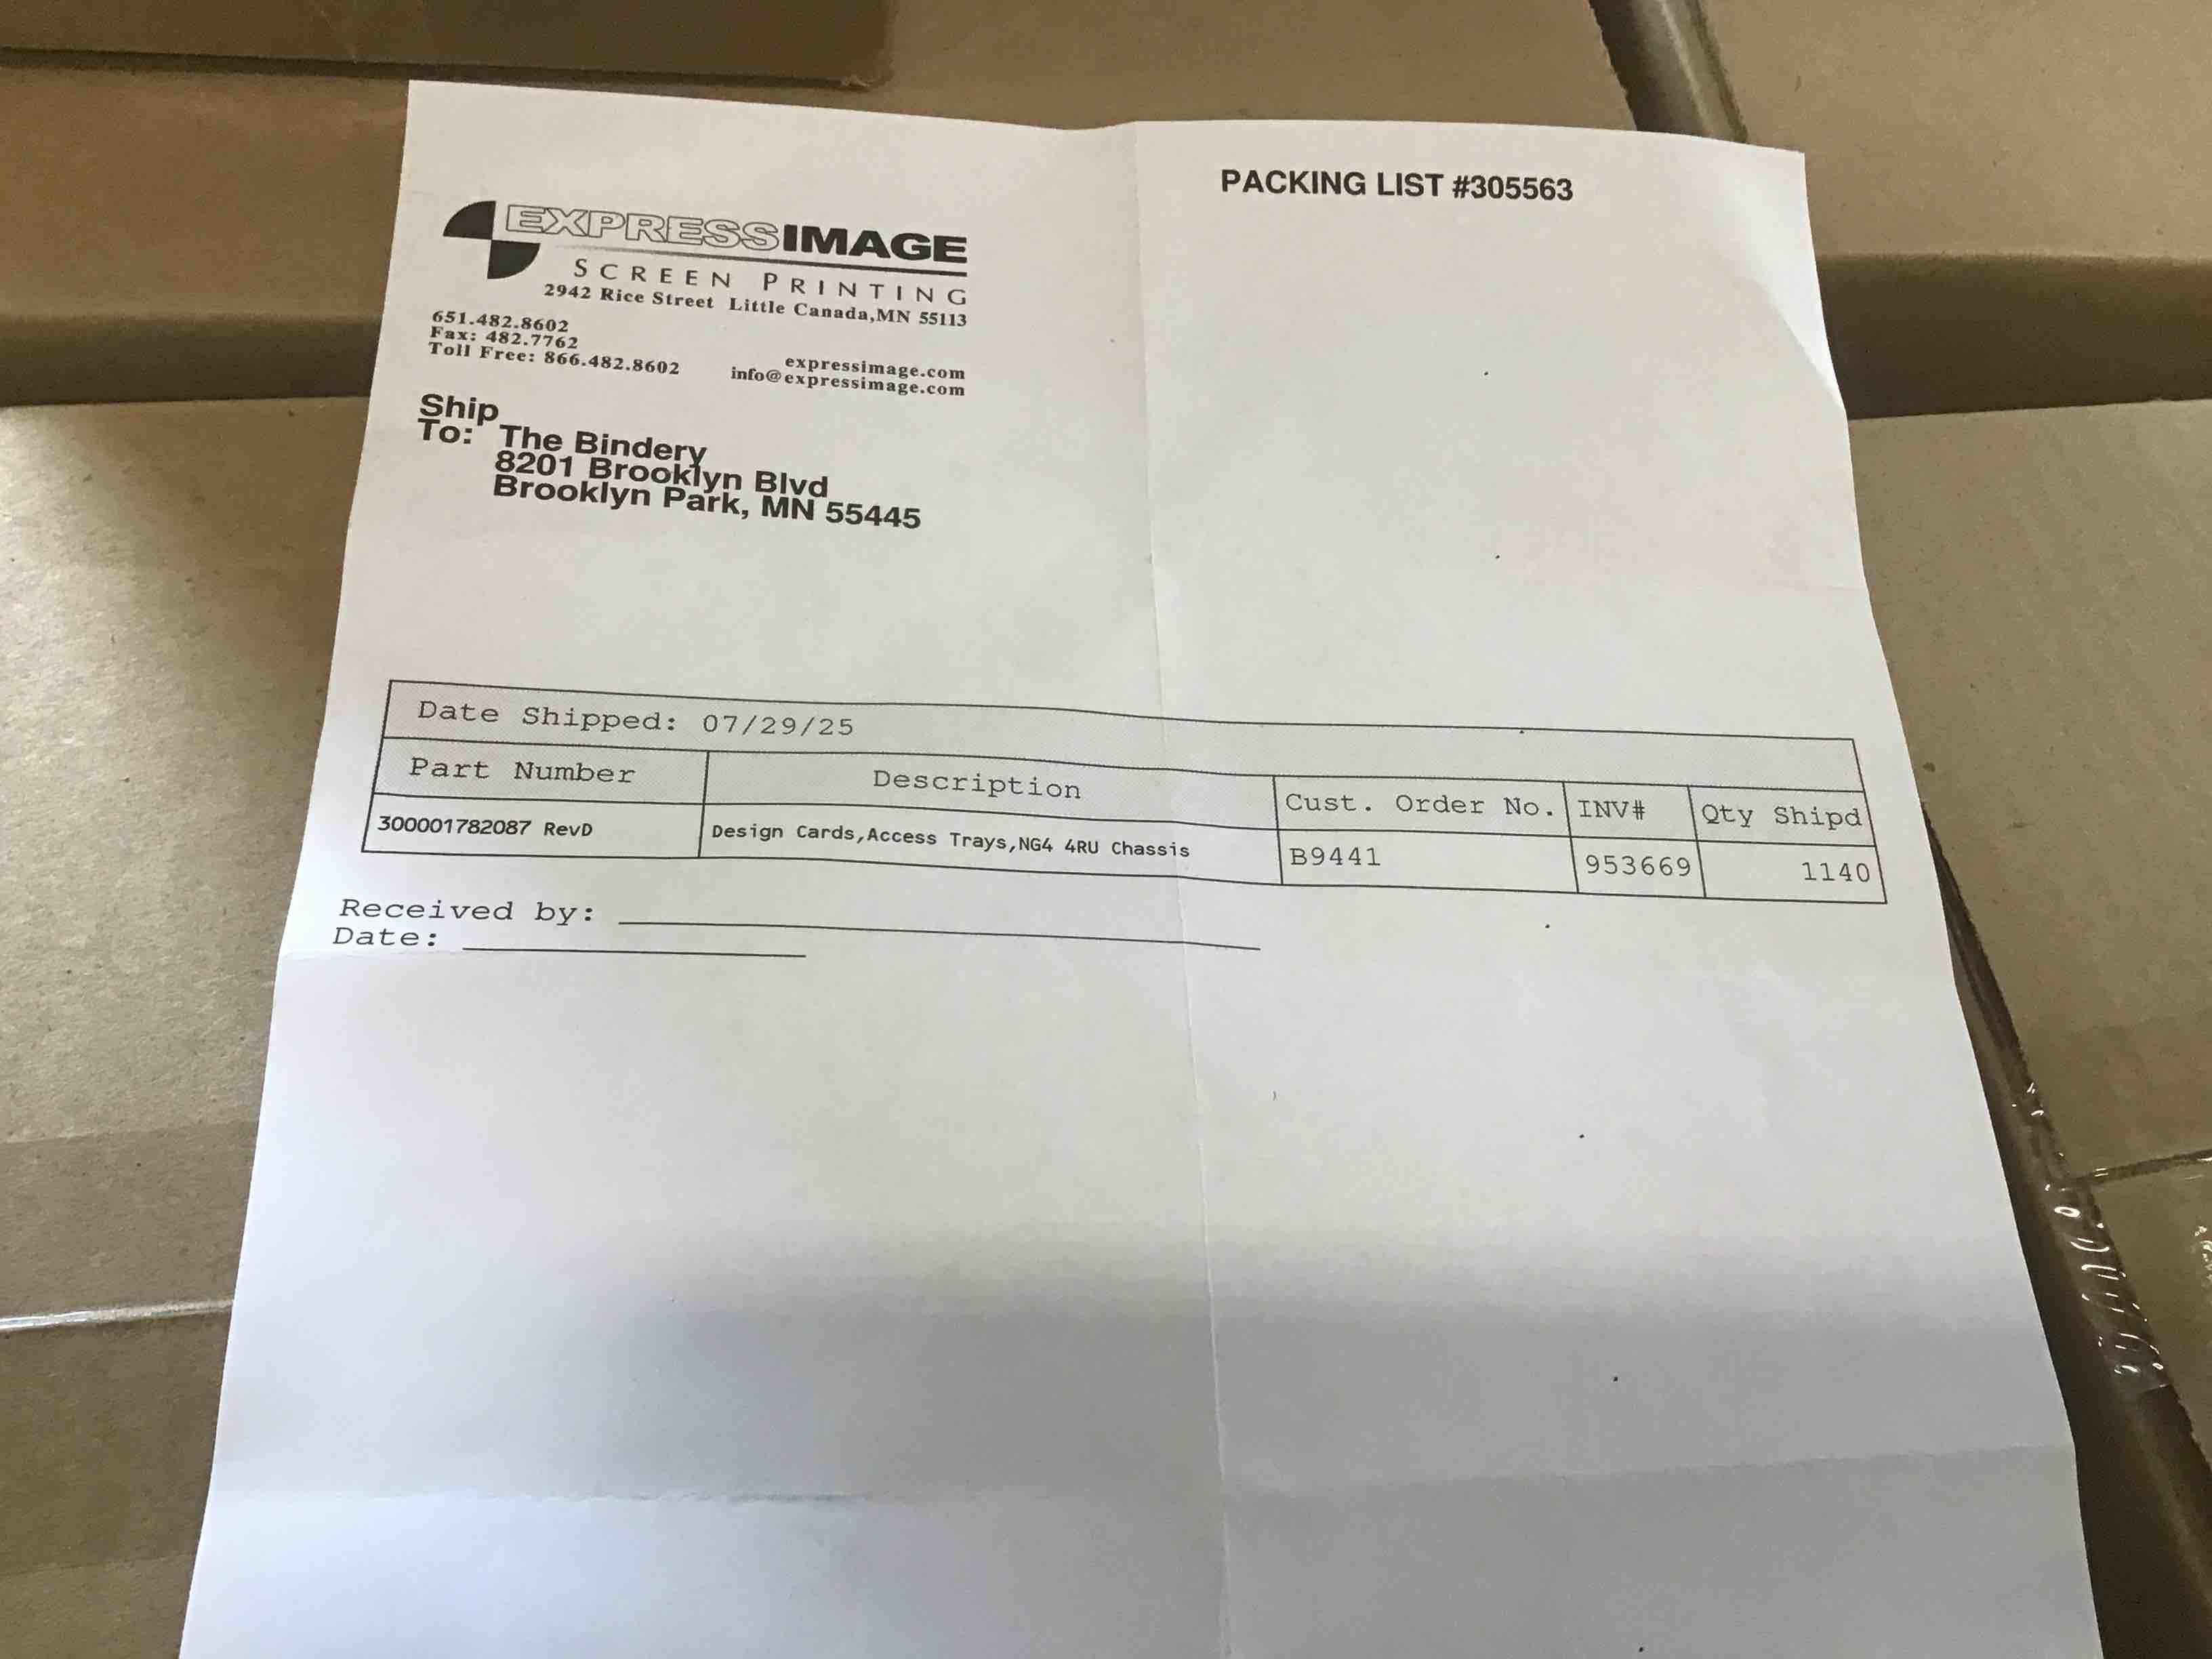 PACKING LIST #305563
EXPRESSIMAGE
SCREEN PRINTING
2942 Rice Street Little Canada,MN 55113
651.482.8602
Fax: 482.7762
Toll Free: 866.482.8602
expressimage.com
info@expressimage.com
Ship
To: The Bindery
8201 Brooklyn Blvd
Brooklyn Park, MN 55445
Date Shipped: 07/29/25
Part Number Description Cust. Order No. INV# Qty Shipd
300001782087 RevD Design Cards,Access Trays,NG4 4RU Chassis B9441 953669 1140
Received by:
Date: